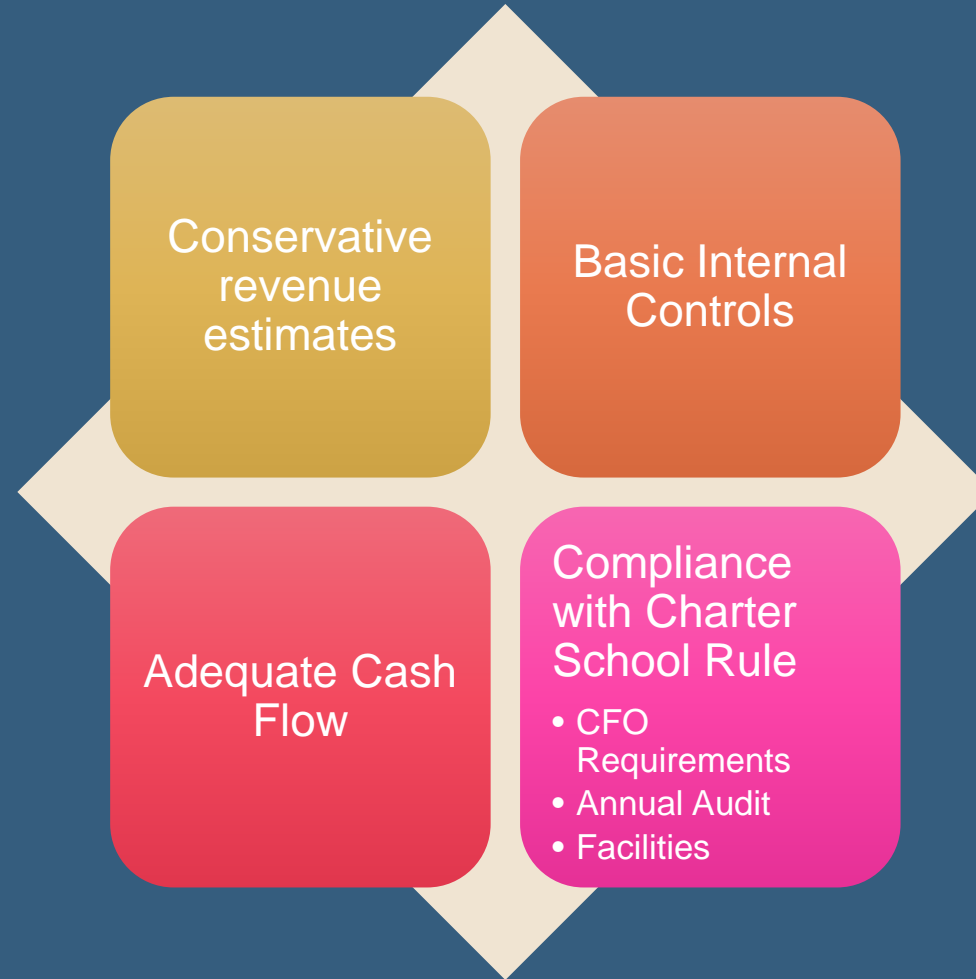 Conservative
revenue
estimates
Basic Internal
Controls
Adequate Cash
Flow
Compliance
with Charter
School Rule
• CFO
Requirements
• Annual Audit
• Facilities